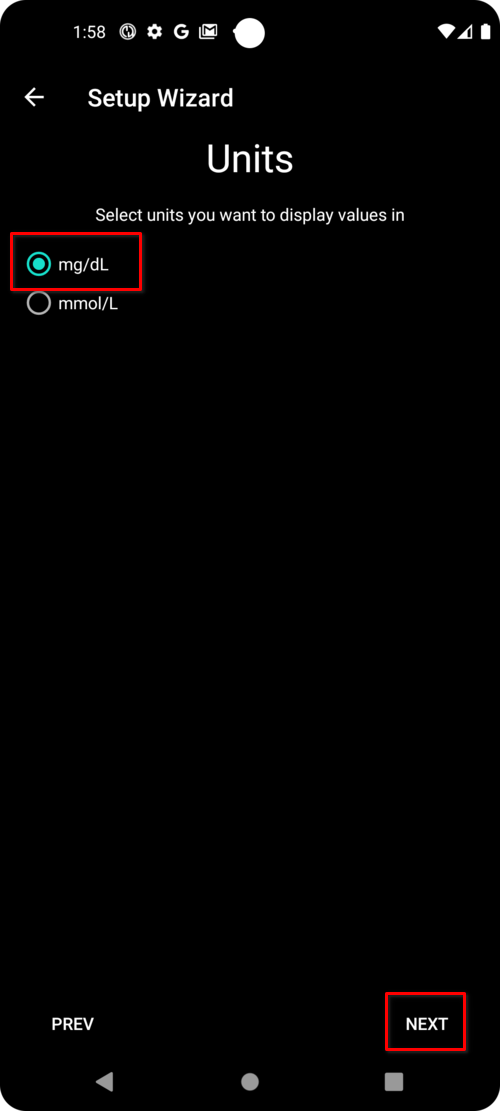 1:58
Setup Wizard
Units
Select units you want to display values in
mg/dL
mmol/L
PREV NEXT